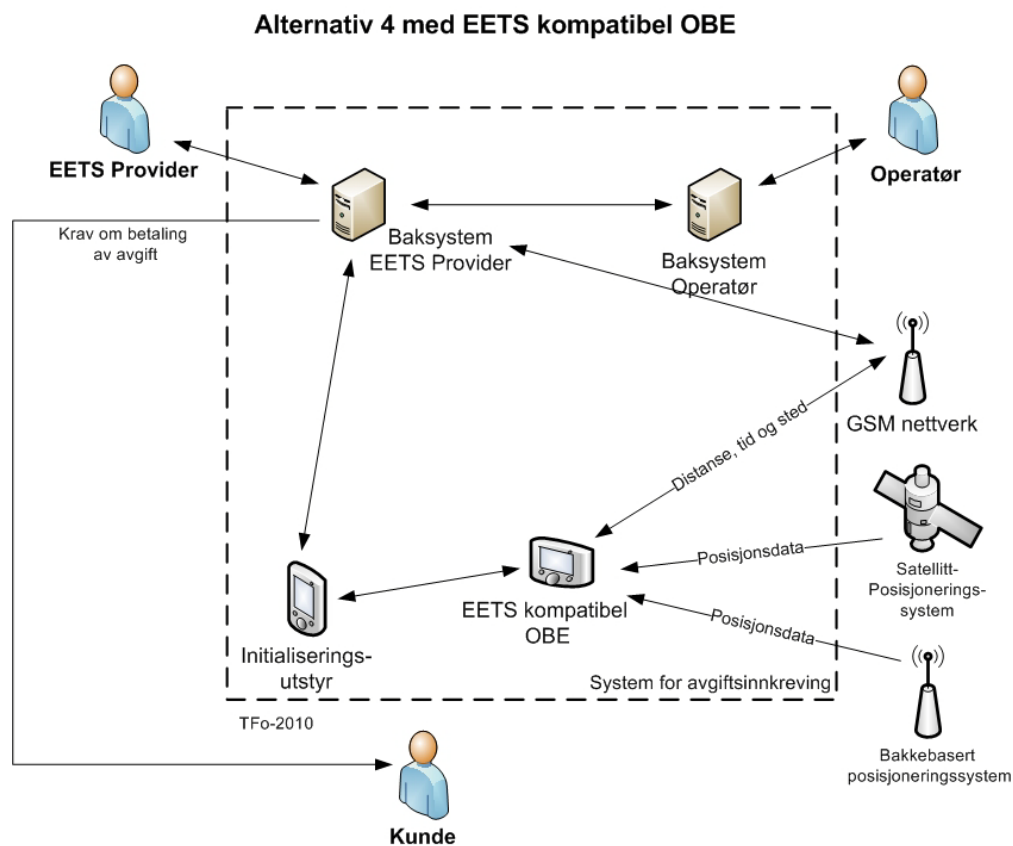 Alternativ 4 med EETS kompatibel OBE
EETS Provider
Operatør
Krav om betaling
av avgift
Baksystem
EETS Provider
Baksystem
Operatør
GSM nettverk
Distanse, tid og sted
Posisjonsdata
Satellitt-
Posisjonerings-
system
EETS kompatibel
OBE
Posisjonsdata
Initialiserings-
utstyr
System for avgiftsinnkreving
TFo-2010
Bakkebasert
posisjoneringssystem
Kunde